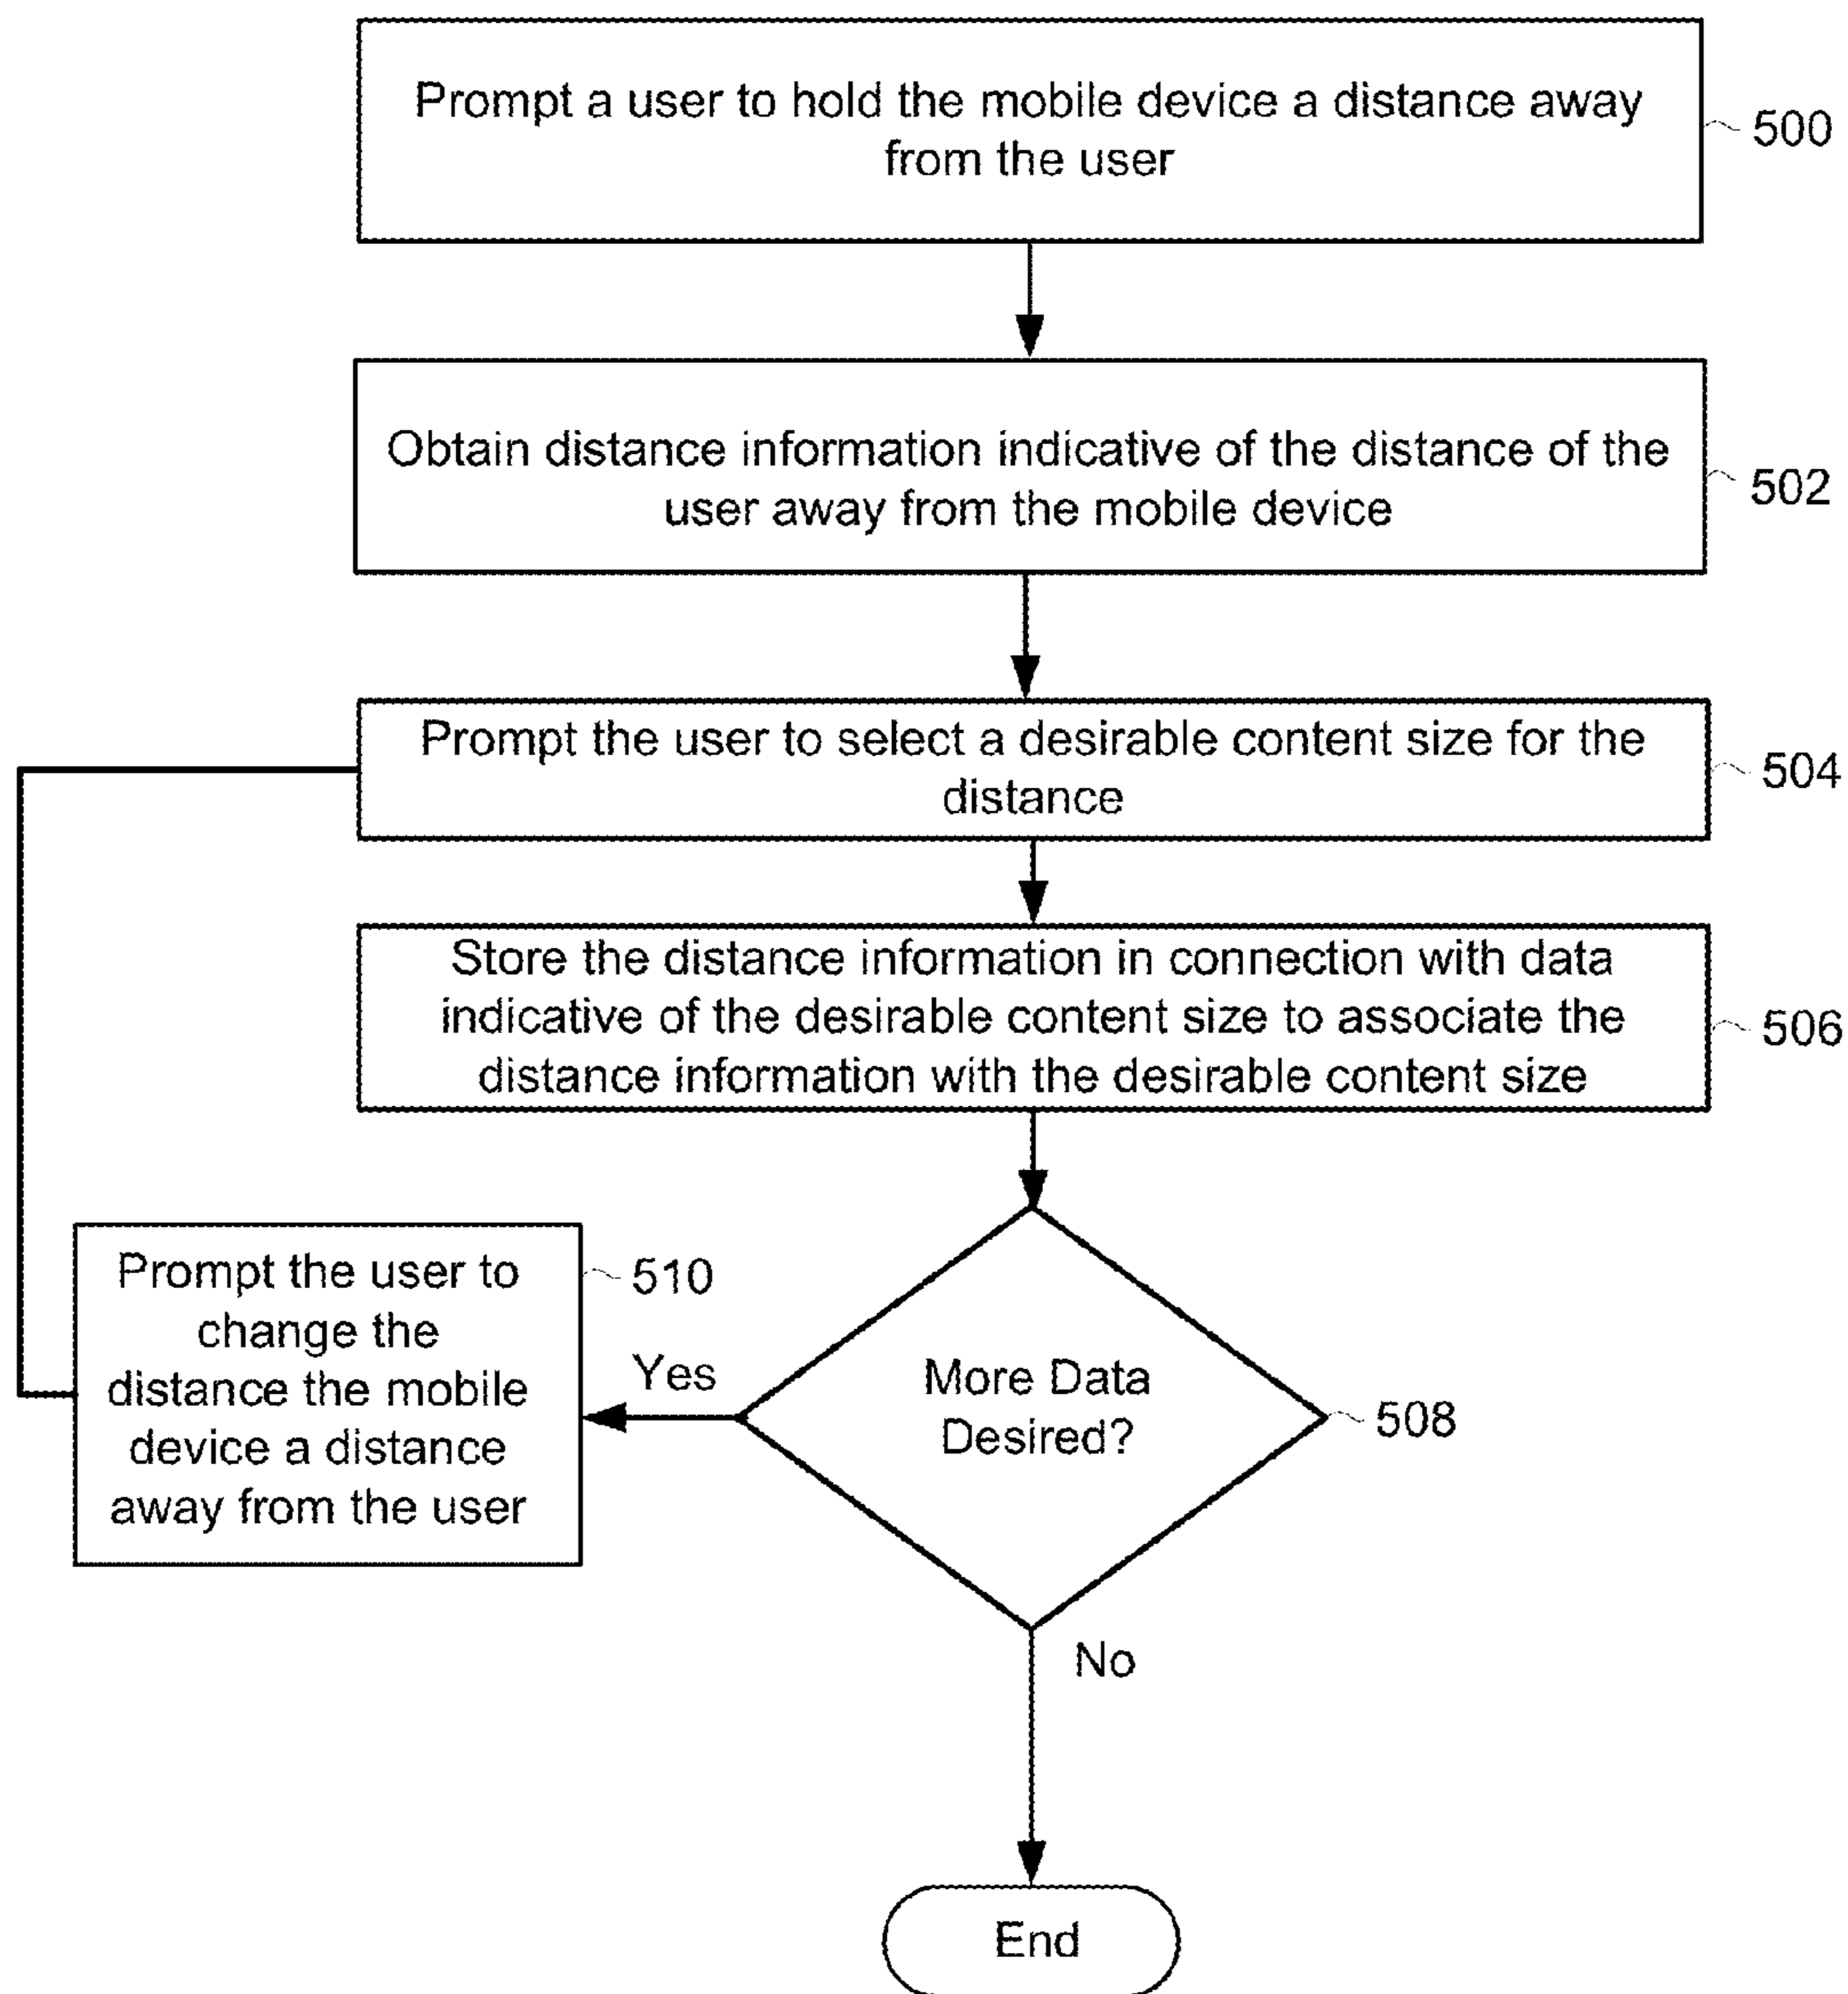 Prompt a user to hold the mobile device a distance away
from the user
500
Obtain distance information indicative of the distance of the
user away from the mobile device
502
Prompt the user to select a desirable content size for the
distance
504
Store the distance information in connection with data
indicative of the desirable content size to associate the
distance information with the desirable content size
506
Prompt the user to
change the
distance the mobile
device a distance
away from the user
510
Yes
More Data
Desired?
508
No
End